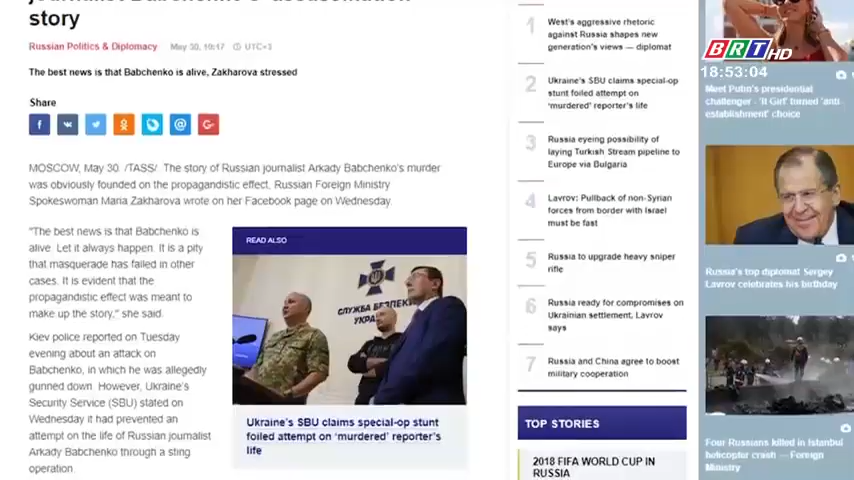 story
Russian Politics & Diplomacy
May 30, 10:17
UTC+3
The best news is that Babchenko is alive, Zakharova stressed
Share
MOSCOW, May 30. /TASS/. The story of Russian journalist Arkady Babchenko's murder
was obviously founded on the propagandistic effect, Russian Foreign Ministry
Spokeswoman Maria Zakharova wrote on her Facebook page on Wednesday.
"The best news is that Babchenko is
alive. Let it always happen. It is a pity
that masquerade has failed in other
cases. It is evident that the
propagandistic effect was meant to
make up the story," she said.
Kiev police reported on Tuesday
evening about an attack on
Babchenko, in which he was allegedly
gunned down. However, Ukraine's
Security Service (SBU) stated on
Wednesday it had prevented an
attempt on the life of Russian journalist
Arkady Babchenko through a sting
operation.
READ ALSO
СЛУЖБА БЕЗПЕК
УКРА
Ukraine's SBU claims special-op stunt
foiled attempt on 'murdered' reporter's
life
1
West's aggressive rhetoric
against Russia shapes new
generation's views — diplomat
2
Ukraine's SBU claims special-op
stunt foiled attempt on
'murdered' reporter's life
3
Russia eyeing possibility of
laying Turkish Stream pipeline to
Europe via Bulgaria
4
Lavrov: Pullback of non-Syrian
forces from border with Israel
must be fast
5
Russia to upgrade heavy sniper
rifle
6
Russia ready for compromises on
Ukrainian settlement, Lavrov
says
7
Russia and China agree to boost
military cooperation
TOP STORIES
2018 FIFA WORLD CUP IN
RUSSIA
BRT HD
18:53:04
Meet Putin's presidential
challenger - 'It Girl' turned 'anti-
establishment' choice
Russia's top diplomat Sergey
Lavrov celebrates his birthday
Four Russians killed in Istanbul
helicopter crash — Foreign
Ministry